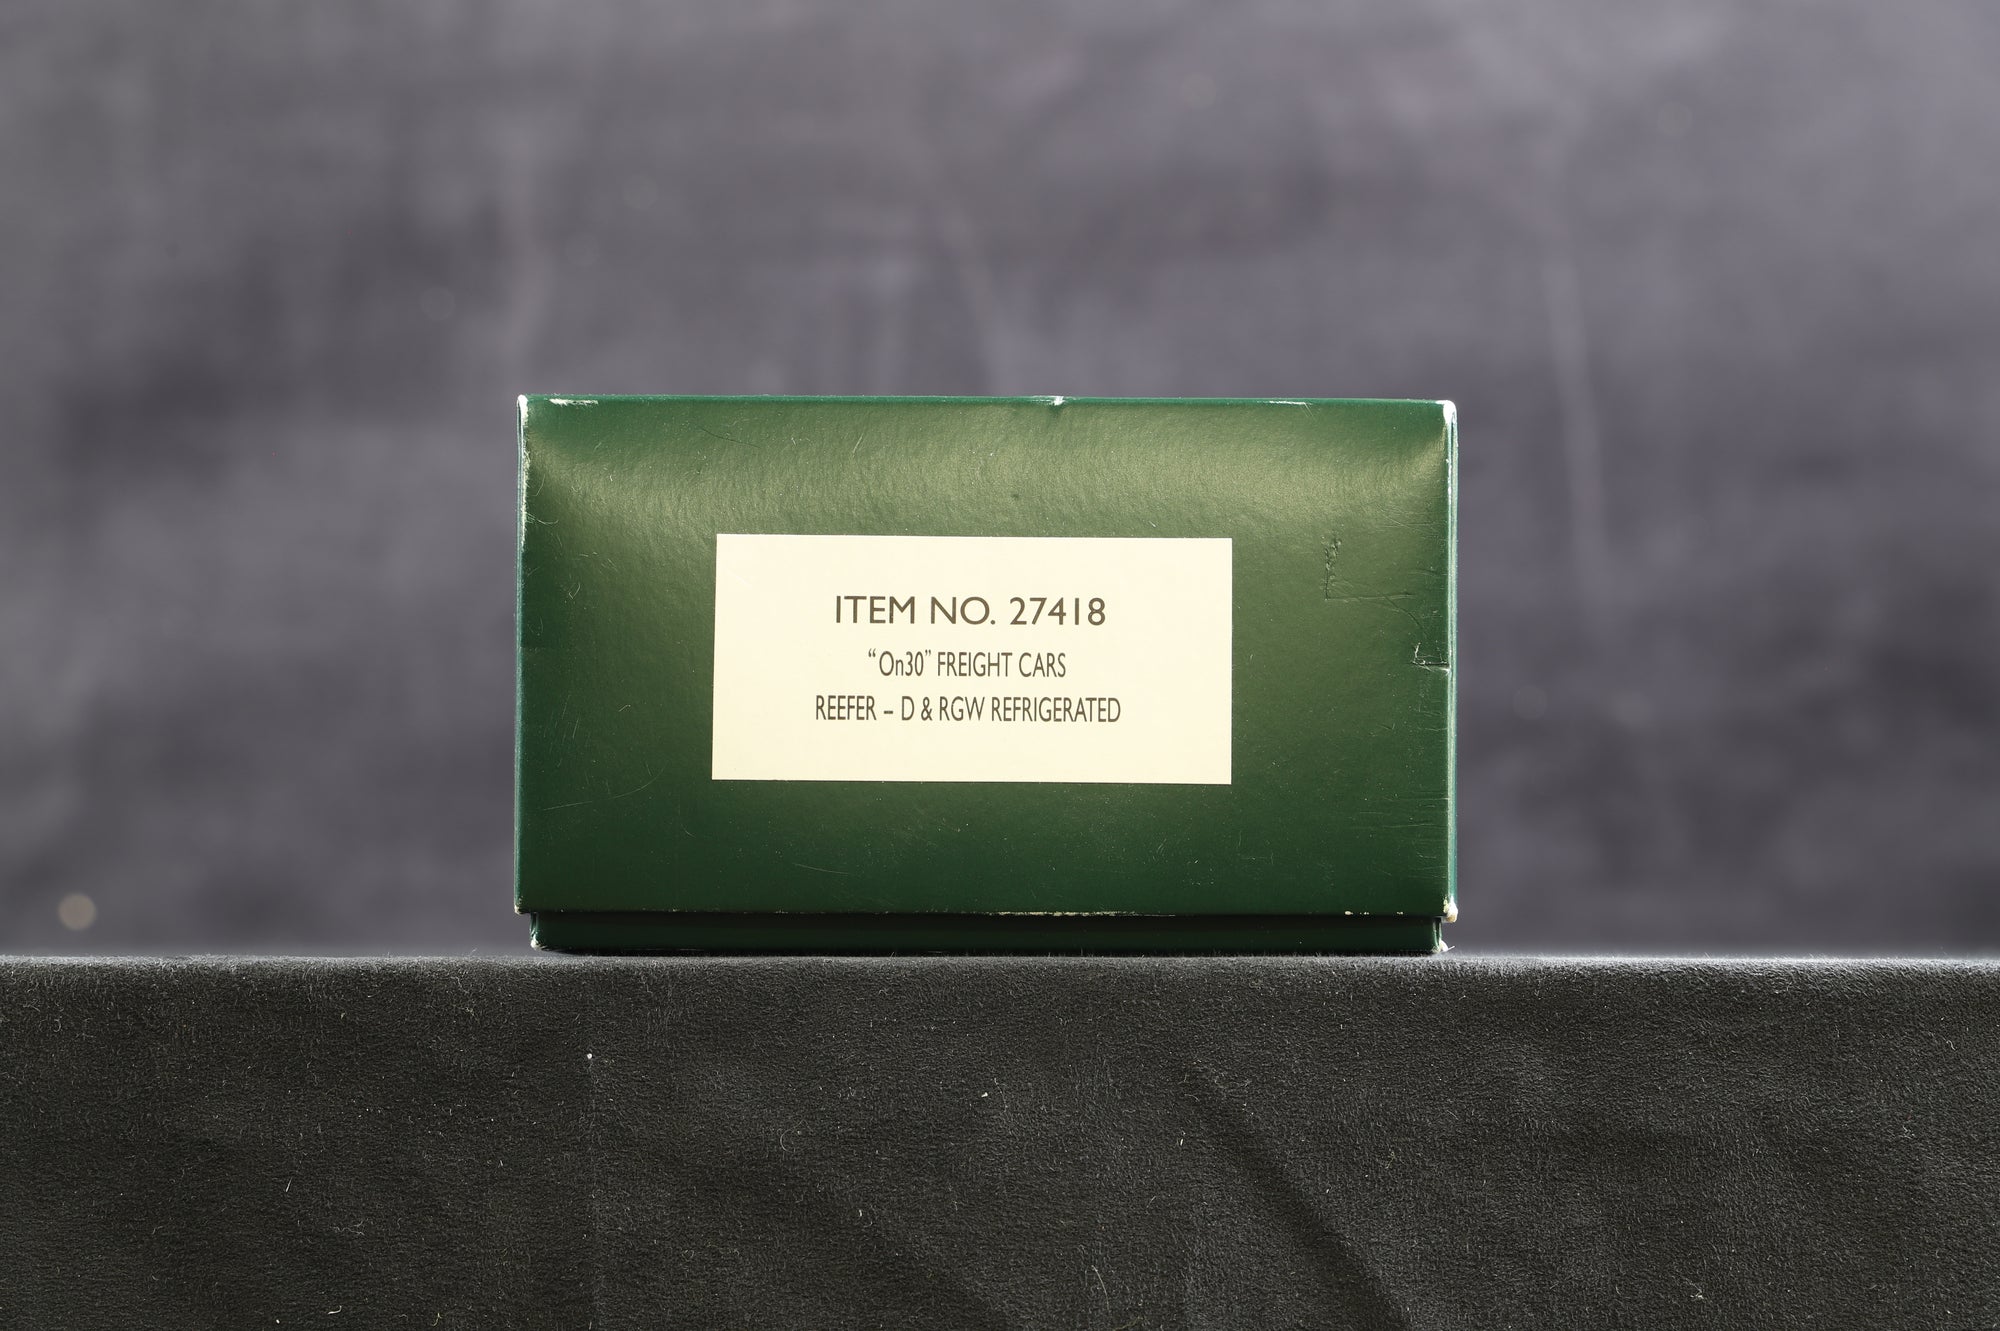 ITEM NO. 27418
“On30” FREIGHT CARS
REEFER – D & RGW REFRIGERATED